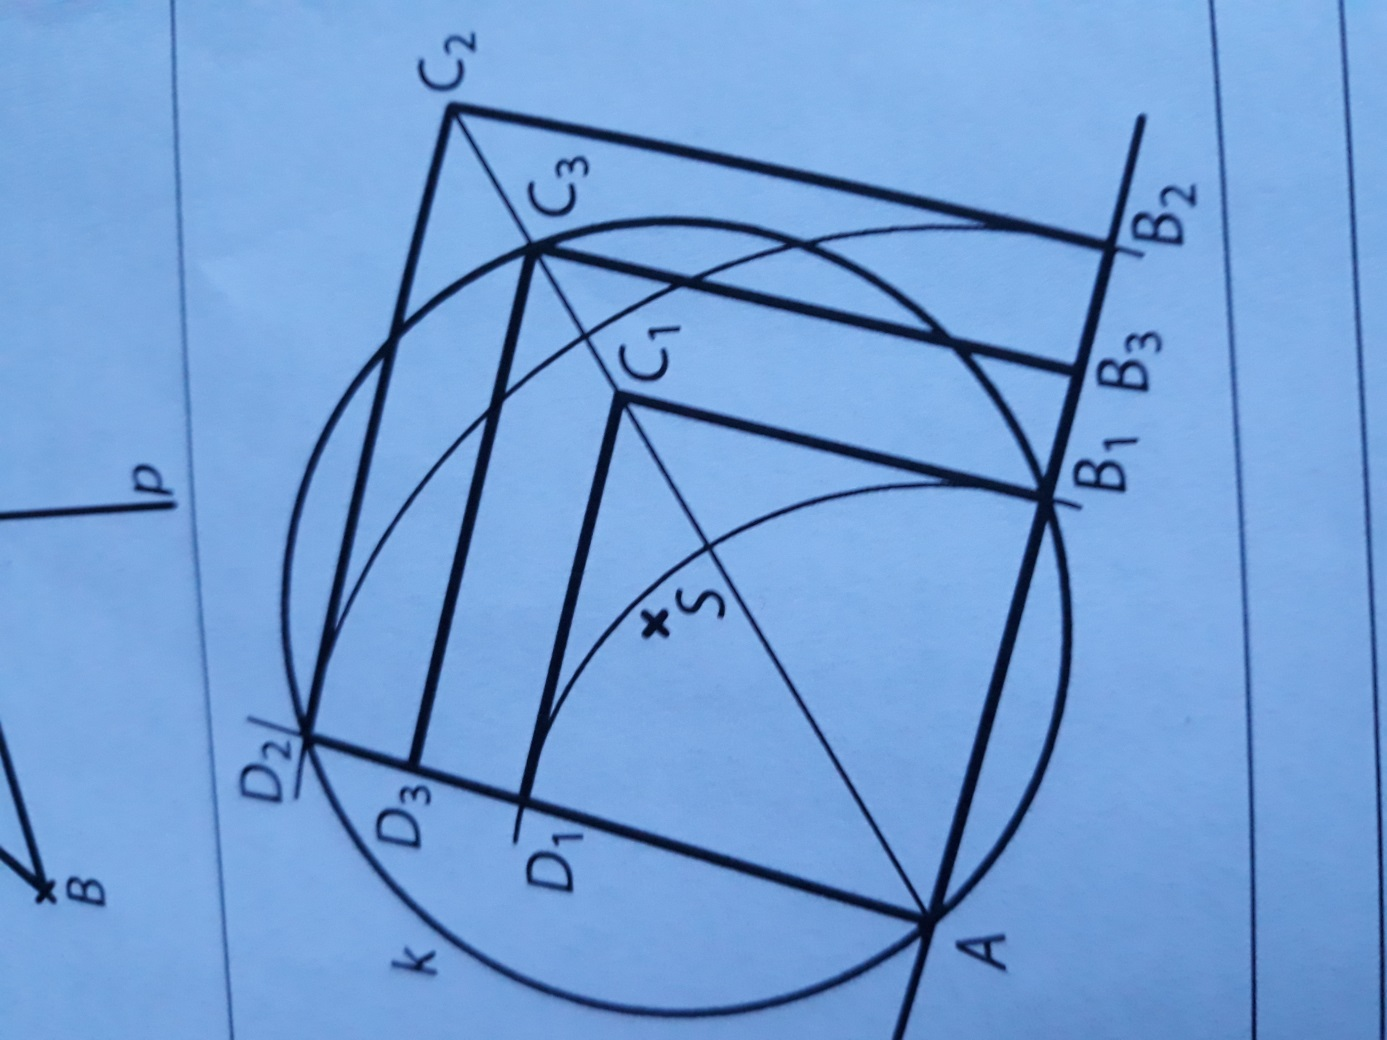 C₂
C₃
C₁
B₂
B₃
B₁
S
D₂
D₃
D₁
A
k
p
B